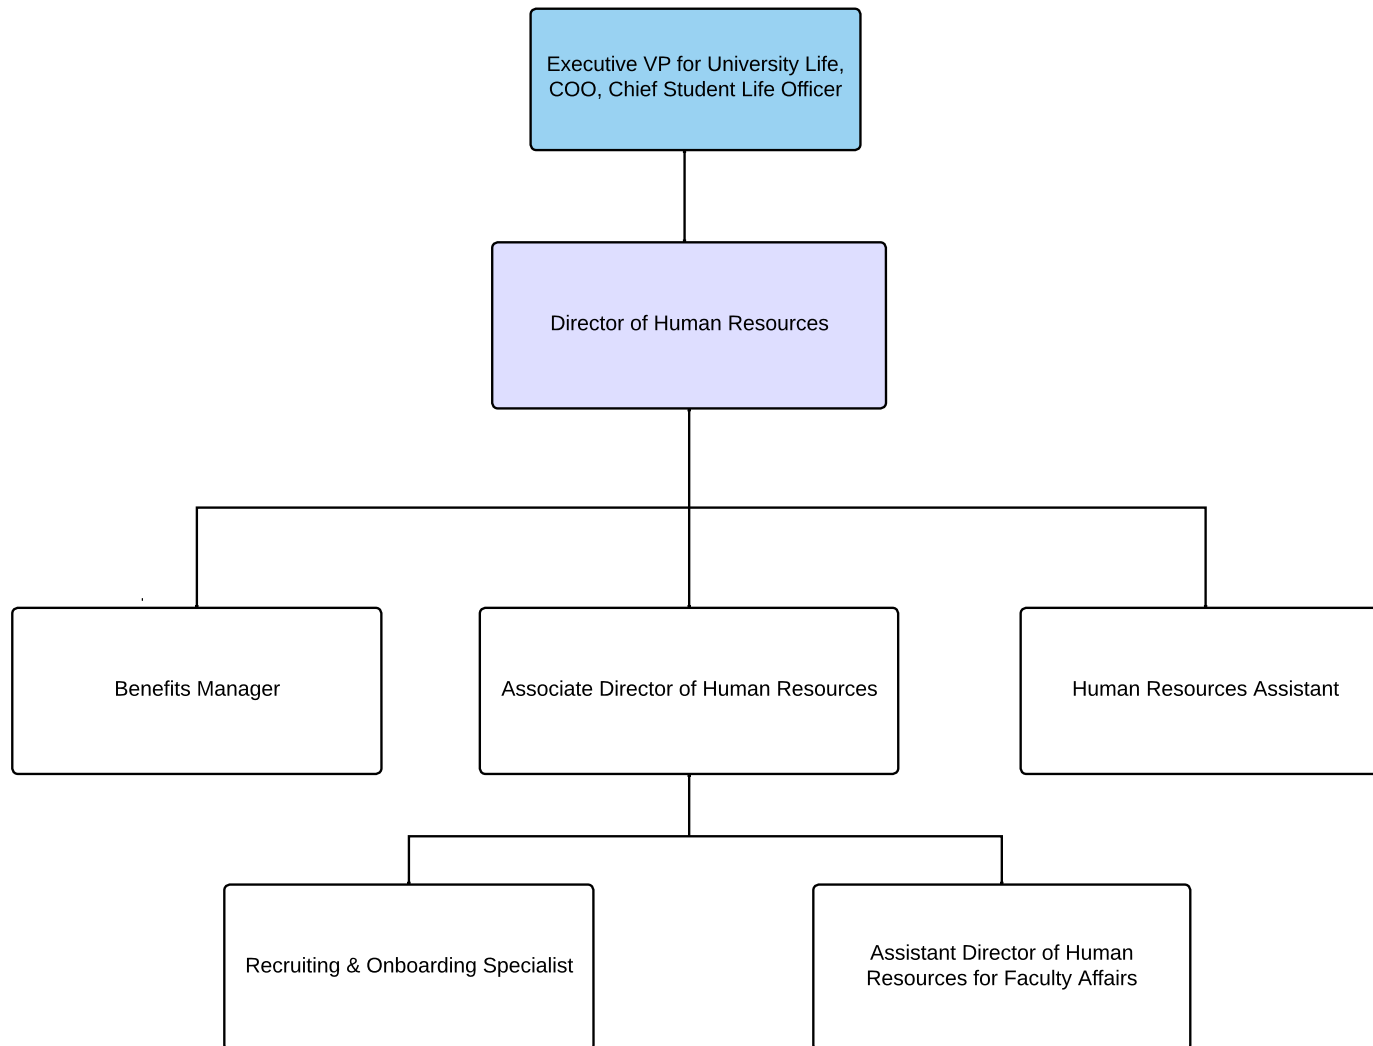 Executive VP for University Life,
COO, Chief Student Life Officer
Director of Human Resources
Benefits Manager
Associate Director of Human Resources
Human Resources Assistant
Recruiting & Onboarding Specialist
Assistant Director of Human
Resources for Faculty Affairs